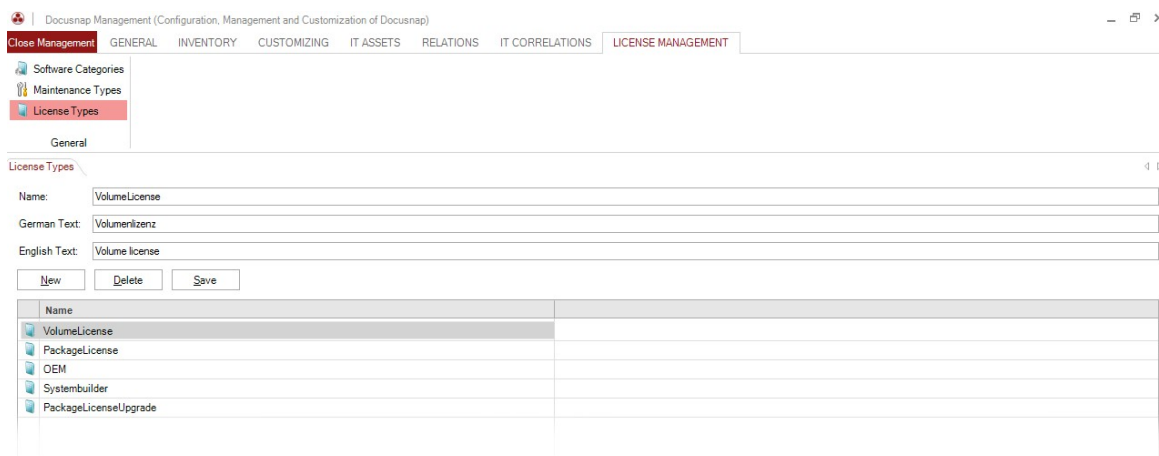 Docusnap Management (Configuration, Management and Customization of Docusnap)
Close Management GENERAL INVENTORY CUSTOMIZING IT ASSETS RELATIONS IT CORRELATIONS LICENSE MANAGEMENT
Software Categories
Maintenance Types
License Types
General
License Types
Name: VolumeLicense
German Text: Volumenlizenz
English Text: Volume license
New Delete Save
Name
VolumeLicense
PackageLicense
OEM
Systembuilder
PackageLicenseUpgrade